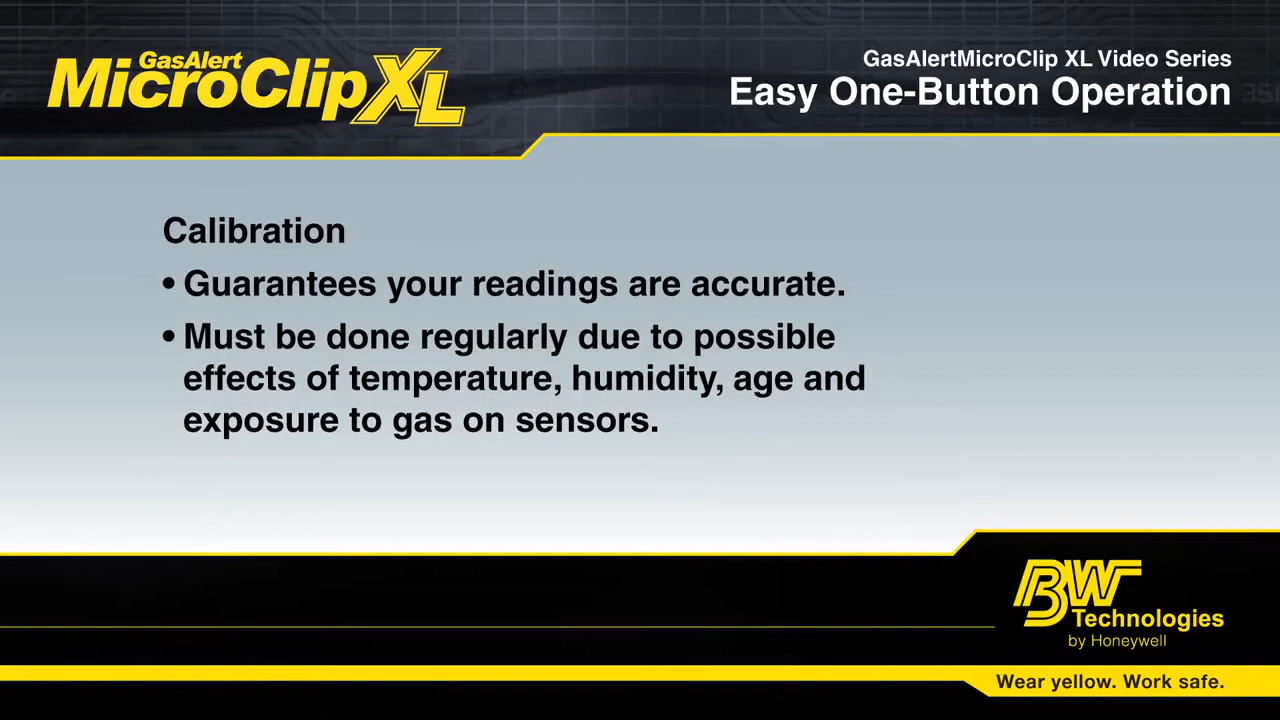 GasAlert
MicroClip XL
GasAlertMicroClip XL Video Series
Easy One-Button Operation
Calibration
• Guarantees your readings are accurate.
• Must be done regularly due to possible
effects of temperature, humidity, age and
exposure to gas on sensors.
BW
Technologies
by Honeywell
Wear yellow. Work safe.